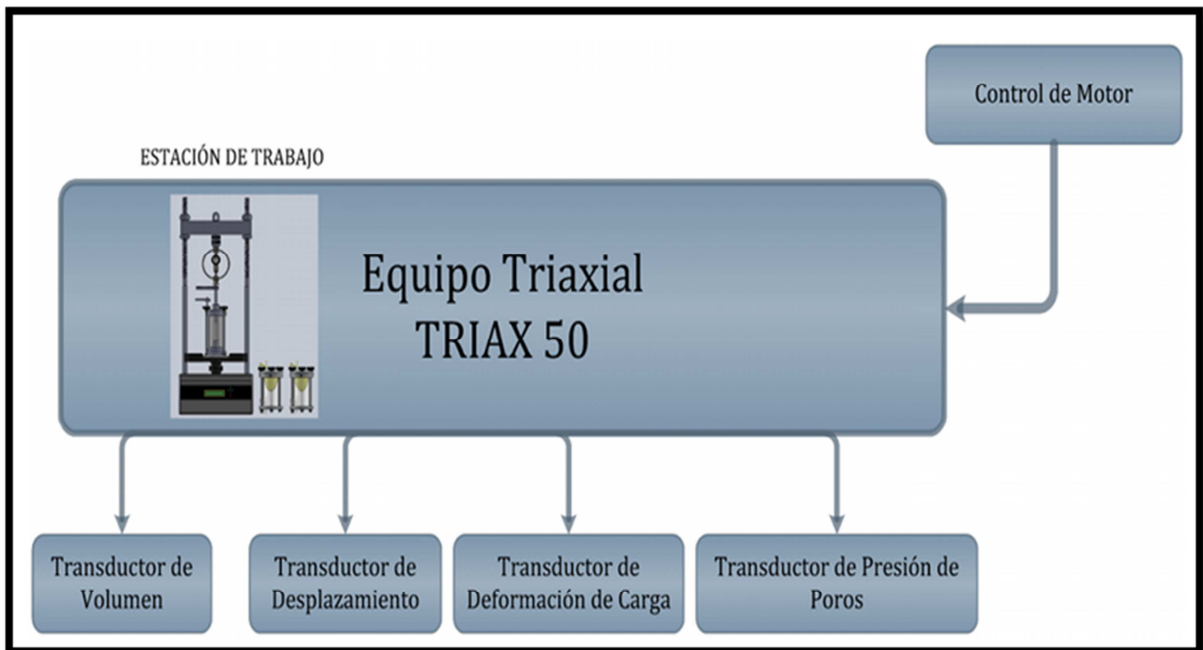 Control de Motor
ESTACIÓN DE TRABAJO
Equipo Triaxial
TRIAX 50
Transductor de
Volumen
Transductor de
Desplazamiento
Transductor de
Deformación de Carga
Transductor de Presión de
Poros